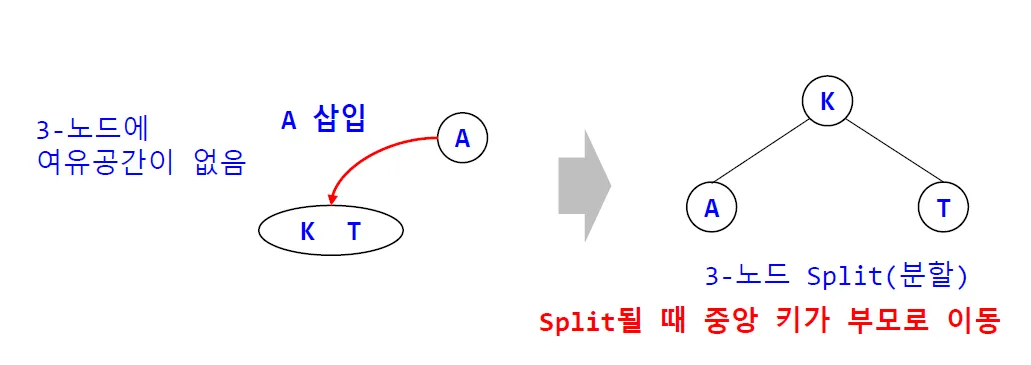 3-노드에
여유공간이 없음
A 삽입
A
K T
K
A T
3-노드 Split(분할)
Split될 때 중앙 키가 부모로 이동